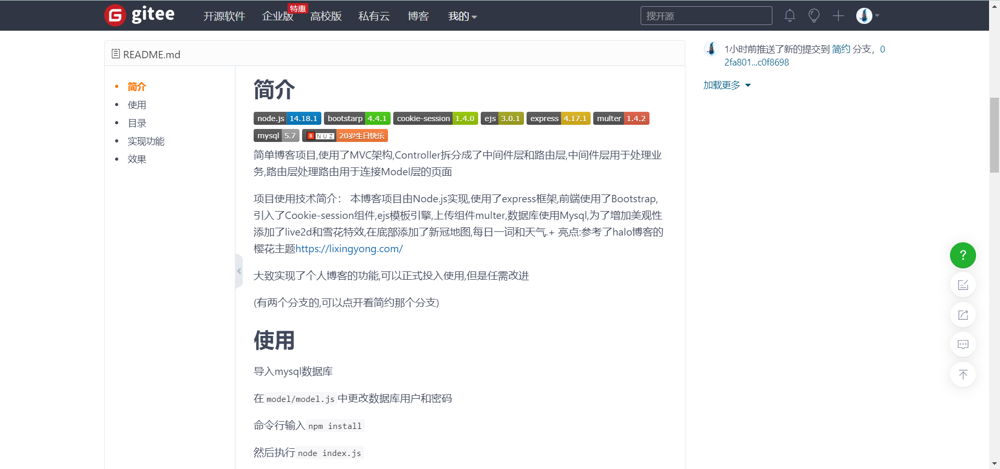 gitee 开源软件 企业版 特惠 高校版 私有云 博客 我的 搜开源
README.md
简介
使用
目录
实现功能
效果
简介
node.js 14.18.1 bootstarp 4.4.1 cookie-session 1.4.0 ejs 3.0.1 express 4.17.1 multer 1.4.2
mysql 5.7 BNUZ 20岁生日快乐
简单博客项目,使用了MVC架构,Controller拆分成了中间件层和路由层,中间件层用于处理业
务,路由层处理路由用于连接Model层的页面
项目使用技术简介： 本博客项目由Node.js实现,使用了express框架,前端使用了Bootstrap,
引入了Cookie-session组件,ejs模板引擎,上传组件multer,数据库使用Mysql,为了增加美观性
添加了live2d和雪花特效,在底部添加了新冠地图,每日一词和天气.+ 亮点:参考了halo博客的
樱花主题https://lixingyong.com/
大致实现了个人博客的功能,可以正式投入使用,但是任需改进
(有两个分支的,可以点开看简约那个分支)
使用
导入mysql数据库
在 model/model.js 中更改数据库用户和密码
命令行输入 npm install
然后执行 node index.js
1小时前推送了新的提交到 简约 分支，0
2fa801...c0f8698
加载更多
?